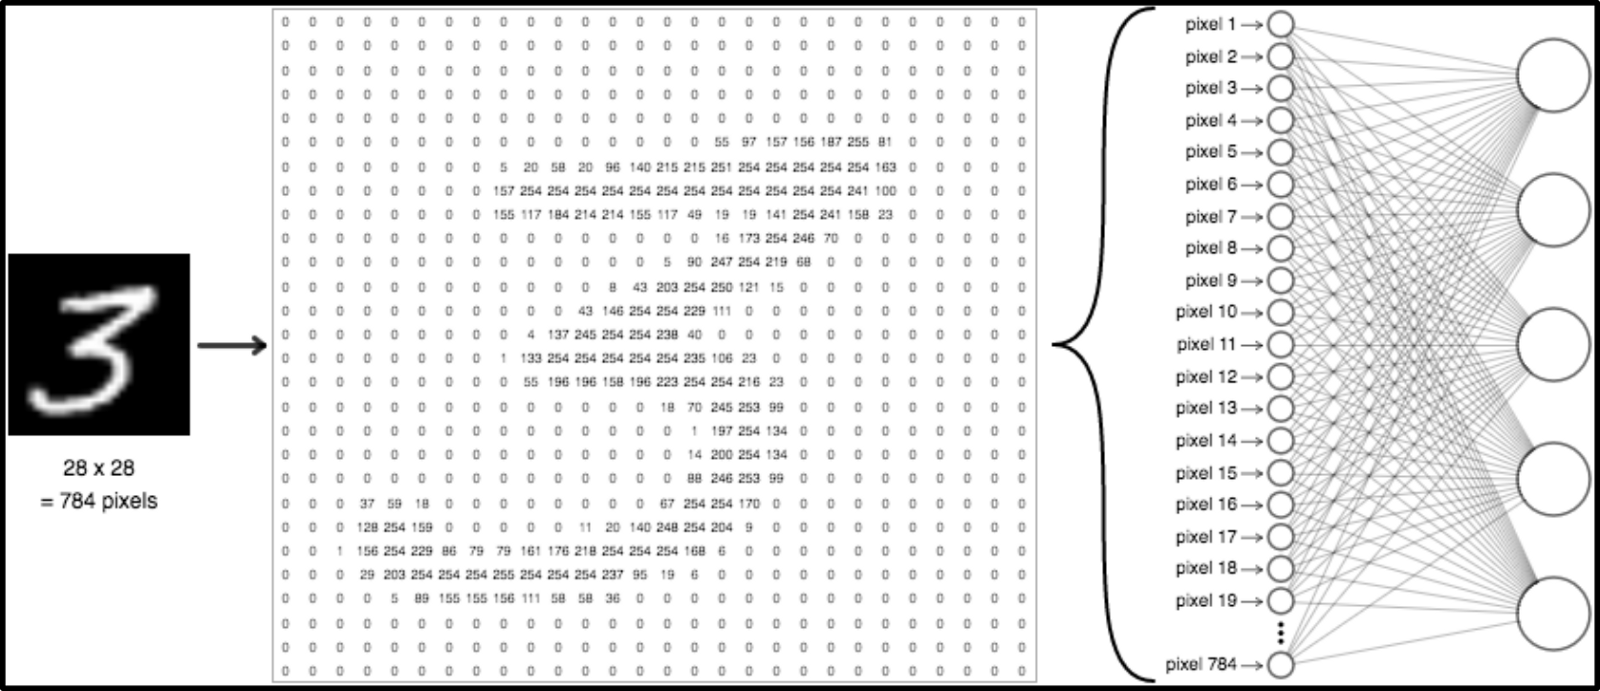 28 x 28
= 784 pixels
0 0 0 0 0 0 0 0 0 0 0 0 0 0 0 0 0 0 0 0 0 0 0 0 0 0 0 0
0 0 0 0 0 0 0 0 0 0 0 0 0 0 0 0 0 0 0 0 0 0 0 0 0 0 0 0
0 0 0 0 0 0 0 0 0 0 0 0 0 0 0 0 0 0 0 0 0 0 0 0 0 0 0 0
0 0 0 0 0 0 0 0 0 0 0 0 0 0 0 0 0 0 0 0 0 0 0 0 0 0 0 0
0 0 0 0 0 0 0 0 0 0 0 0 0 0 0 0 0 0 0 0 0 0 0 0 0 0 0 0
0 0 0 0 0 0 0 0 0 0 0 0 0 0 0 0 55 97 157 156 187 255 81 0 0 0 0 0
0 0 0 0 0 0 0 0 5 20 58 20 96 140 215 215 251 254 254 254 254 254 163 0 0 0 0 0
0 0 0 0 0 0 0 0 157 254 254 254 254 254 254 254 254 254 254 254 254 241 100 0 0 0 0 0
0 0 0 0 0 0 0 0 155 117 184 214 214 155 117 49 19 19 141 254 241 158 23 0 0 0 0 0
0 0 0 0 0 0 0 0 0 0 0 0 0 0 0 0 16 173 254 246 70 0 0 0 0 0 0 0
0 0 0 0 0 0 0 0 0 0 0 0 0 0 5 90 247 254 219 68 0 0 0 0 0 0 0 0
0 0 0 0 0 0 0 0 0 0 0 0 8 43 203 254 250 121 15 0 0 0 0 0 0 0 0 0
0 0 0 0 0 0 0 0 0 0 0 43 146 254 254 229 111 0 0 0 0 0 0 0 0 0 0 0
0 0 0 0 0 0 0 0 0 4 137 245 254 254 238 40 0 0 0 0 0 0 0 0 0 0 0 0
0 0 0 0 0 0 0 0 1 133 254 254 254 254 254 235 106 23 0 0 0 0 0 0 0 0 0 0
0 0 0 0 0 0 0 0 0 55 196 196 158 196 223 254 254 216 23 0 0 0 0 0 0 0 0 0
0 0 0 0 0 0 0 0 0 0 0 0 0 0 18 70 245 253 99 0 0 0 0 0 0 0 0 0
0 0 0 0 0 0 0 0 0 0 0 0 0 0 0 1 197 254 134 0 0 0 0 0 0 0 0 0
0 0 0 0 0 0 0 0 0 0 0 0 0 0 0 14 200 254 134 0 0 0 0 0 0 0 0 0
0 0 0 0 0 0 0 0 0 0 0 0 0 0 0 88 246 253 99 0 0 0 0 0 0 0 0 0
0 0 0 37 59 18 0 0 0 0 0 0 0 0 67 254 254 170 0 0 0 0 0 0 0 0 0 0
0 0 0 128 254 159 0 0 0 0 0 11 20 140 248 254 204 9 0 0 0 0 0 0 0 0 0 0
0 0 1 156 254 229 86 79 79 161 176 218 254 254 254 168 6 0 0 0 0 0 0 0 0 0 0 0
0 0 0 29 203 254 254 254 255 254 254 254 237 95 19 6 0 0 0 0 0 0 0 0 0 0 0 0
0 0 0 0 5 89 155 155 156 111 58 58 36 0 0 0 0 0 0 0 0 0 0 0 0 0 0 0
0 0 0 0 0 0 0 0 0 0 0 0 0 0 0 0 0 0 0 0 0 0 0 0 0 0 0 0
0 0 0 0 0 0 0 0 0 0 0 0 0 0 0 0 0 0 0 0 0 0 0 0 0 0 0 0
0 0 0 0 0 0 0 0 0 0 0 0 0 0 0 0 0 0 0 0 0 0 0 0 0 0 0 0
pixel 1
pixel 2
pixel 3
pixel 4
pixel 5
pixel 6
pixel 7
pixel 8
pixel 9
pixel 10
pixel 11
pixel 12
pixel 13
pixel 14
pixel 15
pixel 16
pixel 17
pixel 18
pixel 19
pixel 784